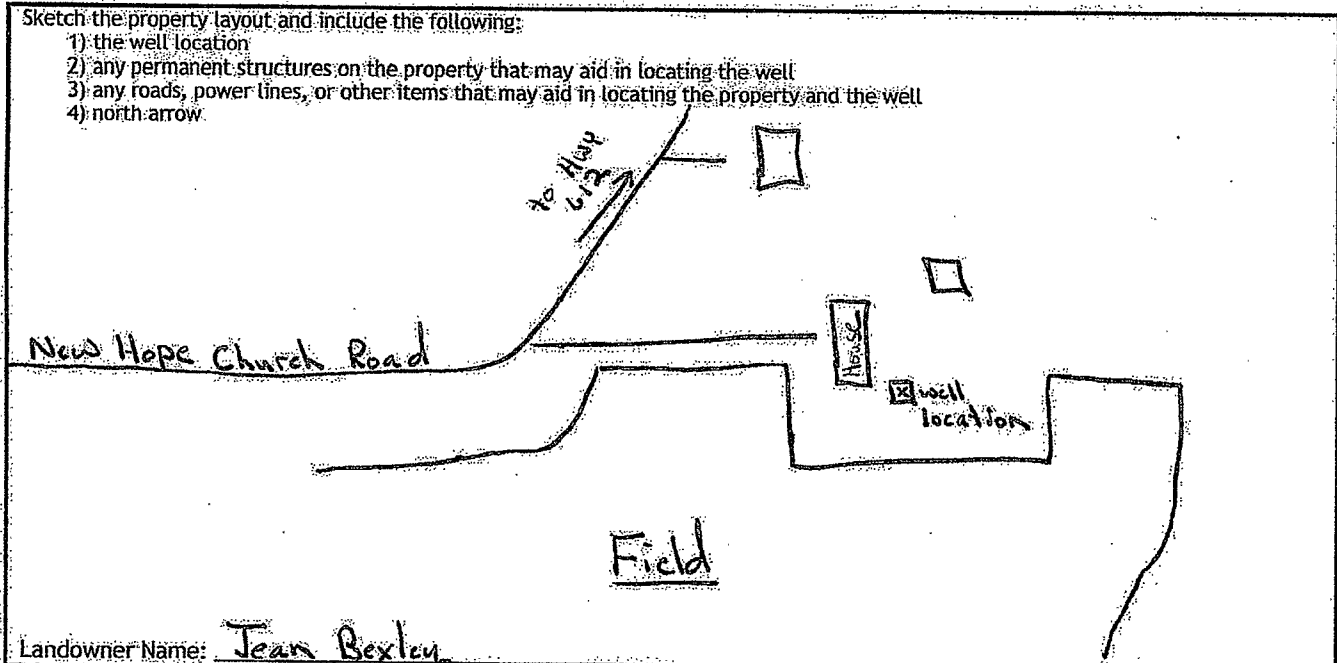 Sketch the property layout and include the following:
1) the well location
2) any permanent structures on the property that may aid in locating the well
3) any roads, power lines, or other items that may aid in locating the property and the well
4) north arrow
to Hwy
612
New Hope Church Road
House
x well
location
Field
Landowner Name: Jean Bexley